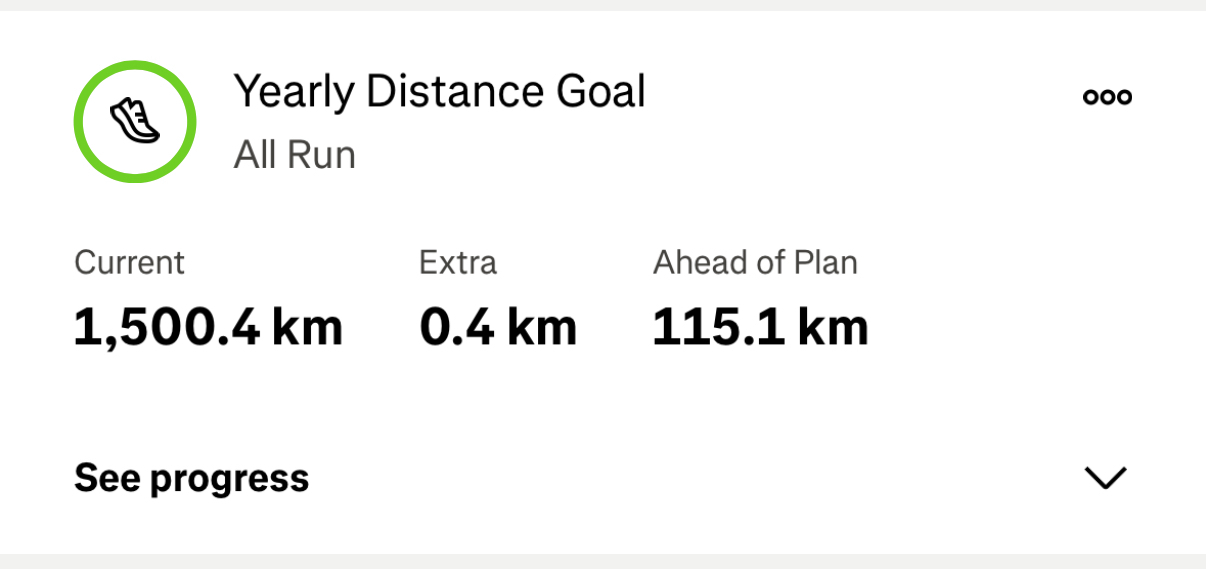 Yearly Distance Goal
All Run
Current Extra Ahead of Plan
1,500.4 km 0.4 km 115.1 km
See progress